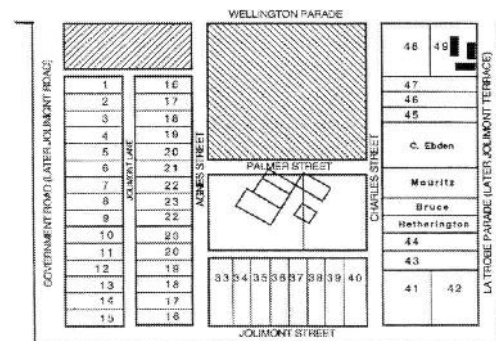 WELLINGTON PARADE
GOVERNMENT ROAD (LATER JOLIMONT ROAD)
1
2
3
4
5
6
7
8
9
10
11
12
13
14
15
JOLIMONT LANE
16
17
18
19
20
21
22
23
22
20
19
18
17
16
AGNES STREET
PALMER STREET
33 34 35 36 37 38 39 40
JOLIMONT STREET
CHARLES STREET
48 49
47
46
45
C. Ebden
Mouritz
Bruce
Hetherington
44
43
41 42
LA TROBE PARADE (LATER JOLIMONT TERRACE)